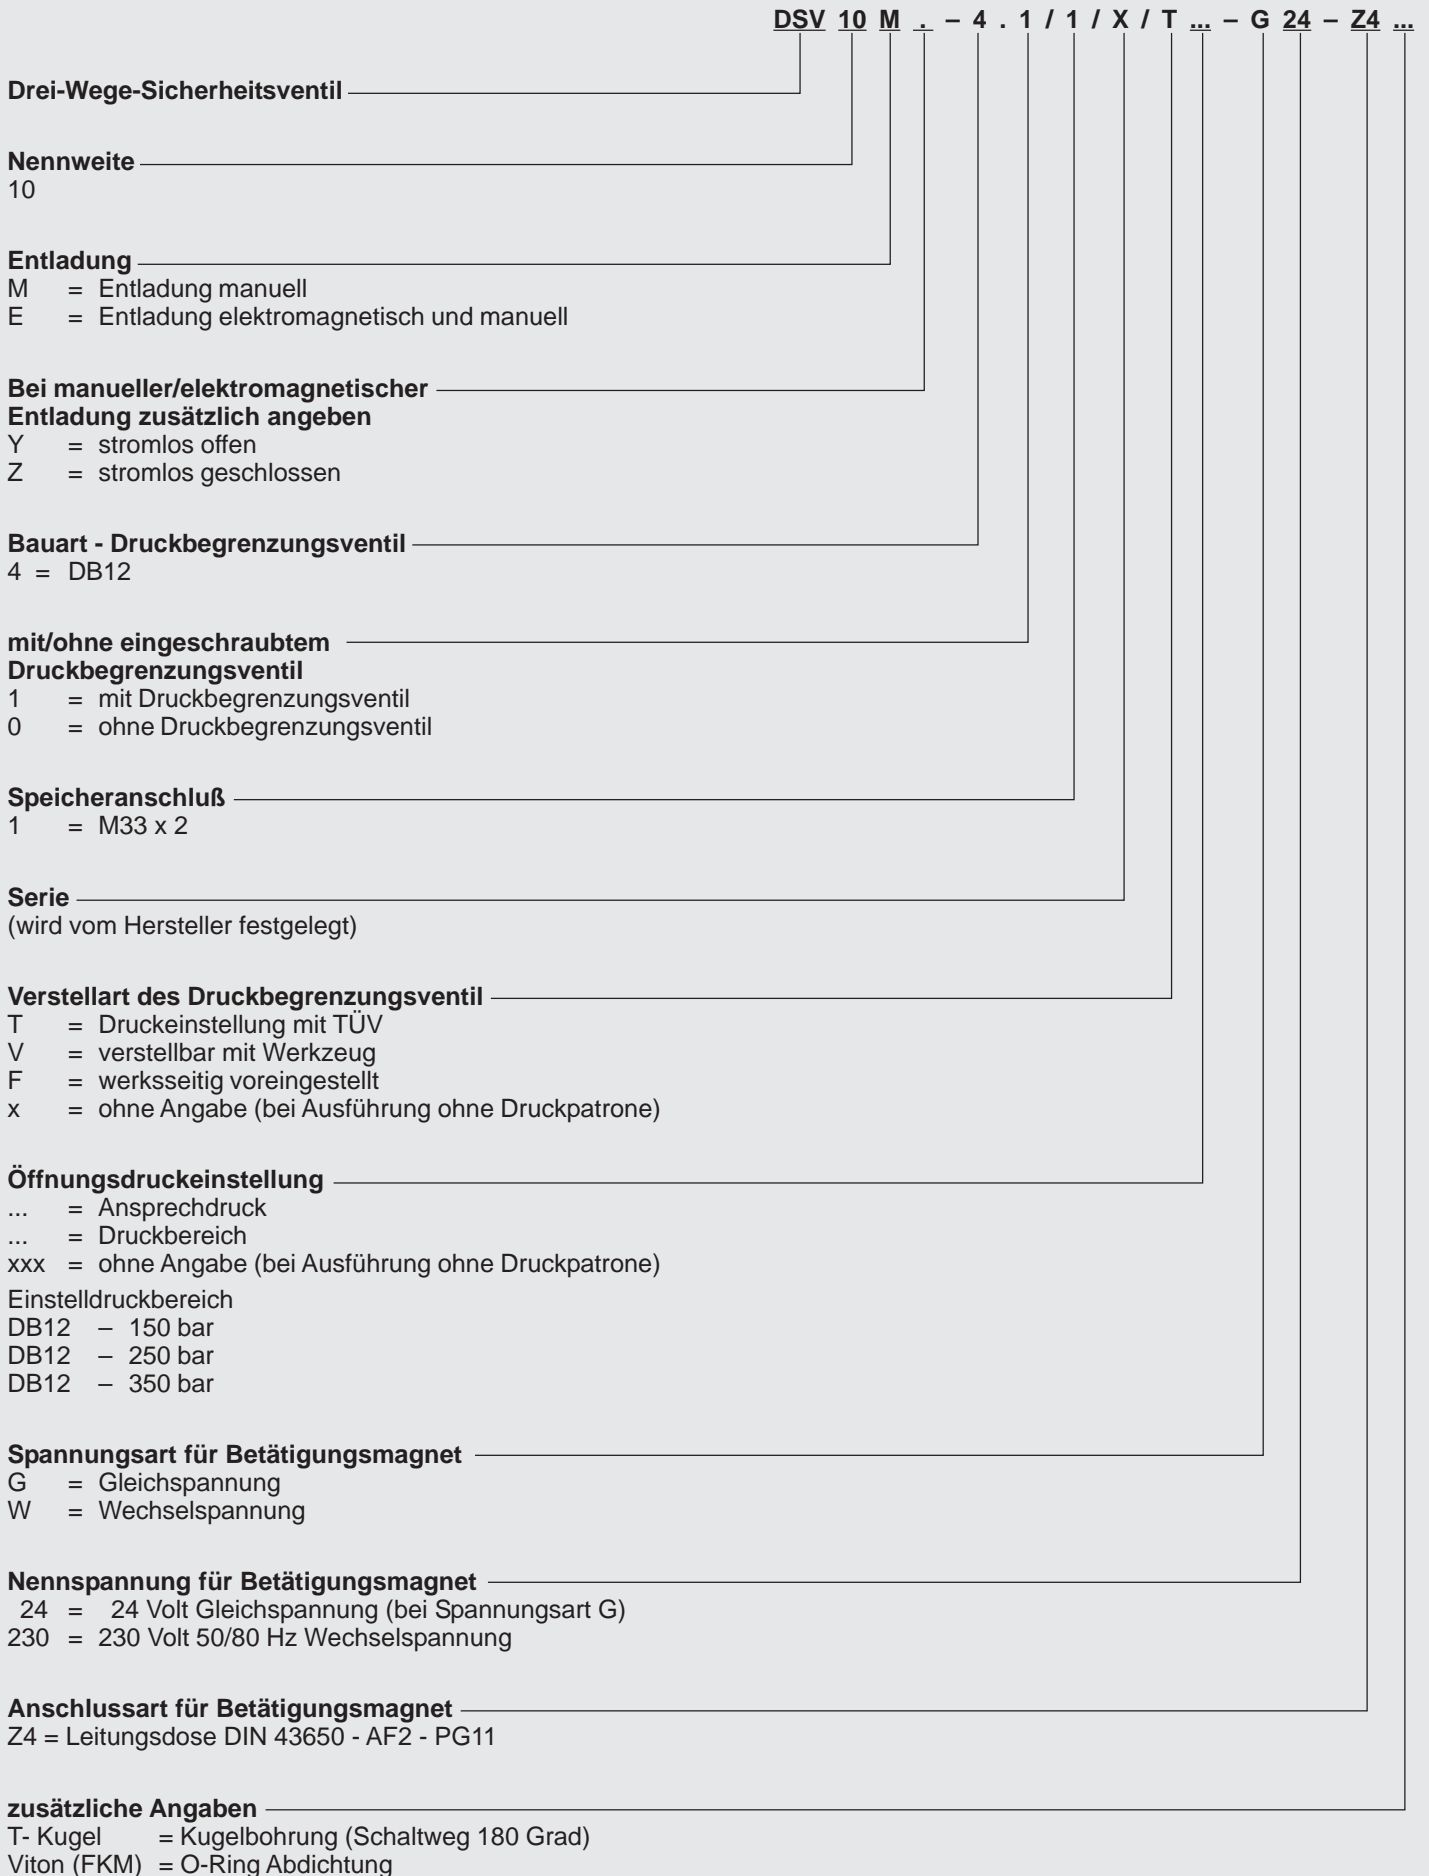 DSV 10 M . – 4 . 1 / 1 / X / T ... – G 24 – Z4 ...
Drei-Wege-Sicherheitsventil
Nennweite
10
Entladung
M = Entladung manuell
E = Entladung elektromagnetisch und manuell
Bei manueller/elektromagnetischer
Entladung zusätzlich angeben
Y = stromlos offen
Z = stromlos geschlossen
Bauart - Druckbegrenzungsventil
4 = DB12
mit/ohne eingeschraubtem
Druckbegrenzungsventil
1 = mit Druckbegrenzungsventil
0 = ohne Druckbegrenzungsventil
Speicheranschluß
1 = M33 x 2
Serie
(wird vom Hersteller festgelegt)
Verstellart des Druckbegrenzungsventil
T = Druckeinstellung mit TÜV
V = verstellbar mit Werkzeug
F = werksseitig voreingestellt
x = ohne Angabe (bei Ausführung ohne Druckpatrone)
Öffnungsdruckeinstellung
... = Ansprechdruck
... = Druckbereich
xxx = ohne Angabe (bei Ausführung ohne Druckpatrone)
Einstelldruckbereich
DB12 – 150 bar
DB12 – 250 bar
DB12 – 350 bar
Spannungsart für Betätigungsmagnet
G = Gleichspannung
W = Wechselspannung
Nennspannung für Betätigungsmagnet
24 = 24 Volt Gleichspannung (bei Spannungsart G)
230 = 230 Volt 50/80 Hz Wechselspannung
Anschlussart für Betätigungsmagnet
Z4 = Leitungsdose DIN 43650 - AF2 - PG11
zusätzliche Angaben
T- Kugel = Kugelbohrung (Schaltweg 180 Grad)
Viton (FKM) = O-Ring Abdichtung